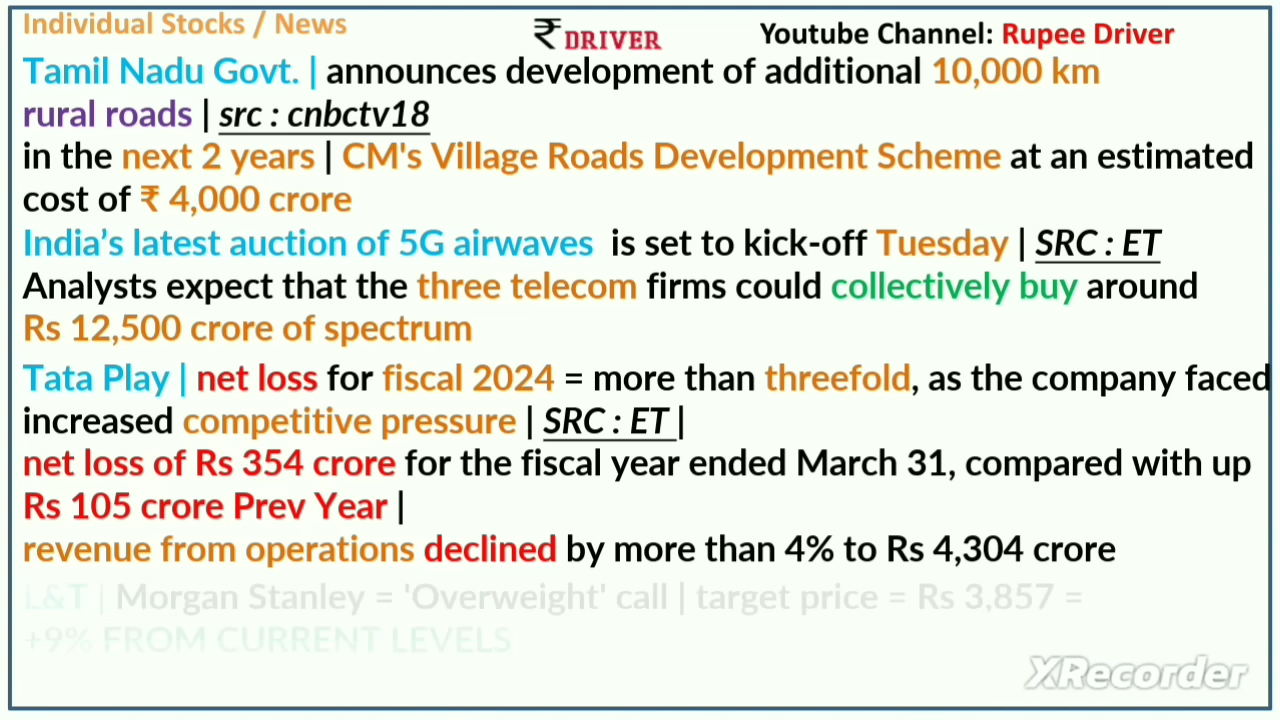 Individual Stocks / News
₹ DRIVER
Youtube Channel: Rupee Driver
Tamil Nadu Govt. | announces development of additional 10,000 km
rural roads | src : cnbctv18
in the next 2 years | CM's Village Roads Development Scheme at an estimated
cost of ₹ 4,000 crore
India’s latest auction of 5G airwaves is set to kick-off Tuesday | SRC : ET
Analysts expect that the three telecom firms could collectively buy around
Rs 12,500 crore of spectrum
Tata Play | net loss for fiscal 2024 = more than threefold, as the company faced
increased competitive pressure | SRC : ET |
net loss of Rs 354 crore for the fiscal year ended March 31, compared with up
Rs 105 crore Prev Year |
revenue from operations declined by more than 4% to Rs 4,304 crore
L&T | Morgan Stanley = 'Overweight' call | target price = Rs 3,857 =
+9% FROM CURRENT LEVELS
XRecorder